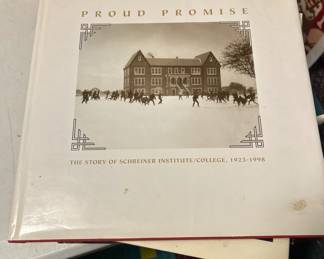 PROUD PROMISE
THE STORY OF SCHREINER INSTITUTE/COLLEGE, 1923-1998